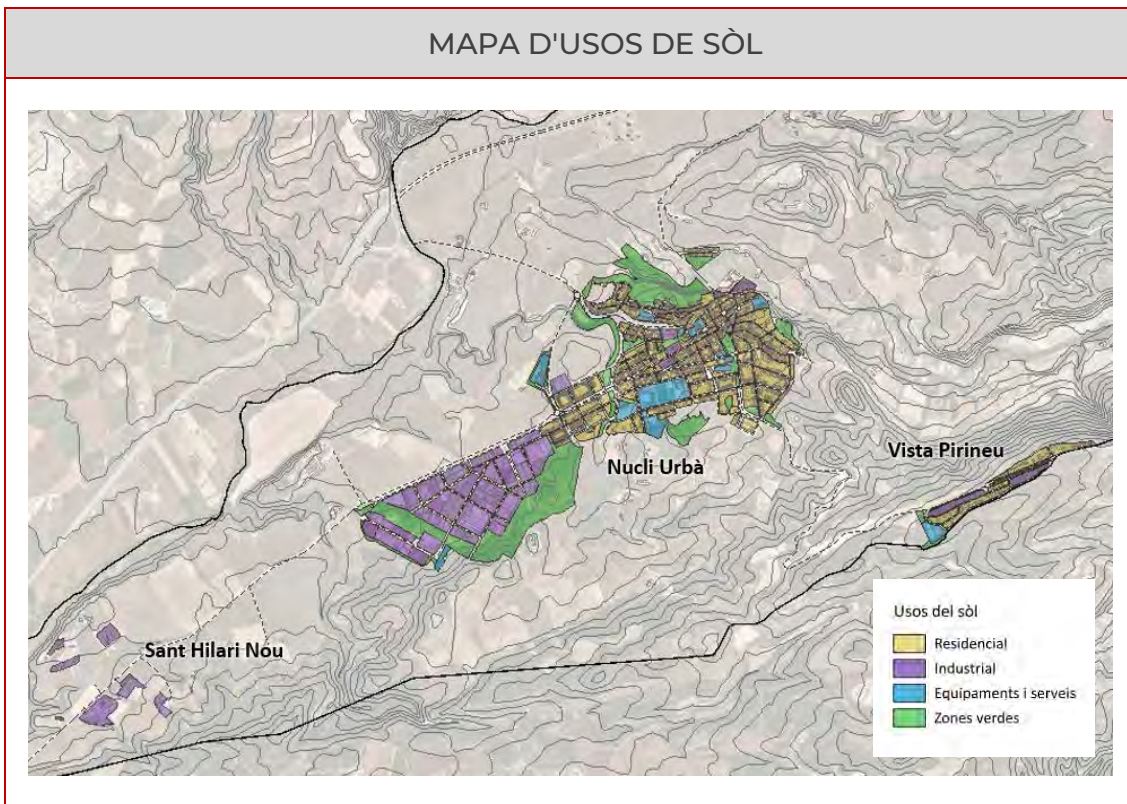 MAPA D'USOS DE SÒL
Vista Pirineu
Nucli Urbà
Sant Hilari Nou
Usos del sòl
Residencial
Industrial
Equipaments i serveis
Zones verdes